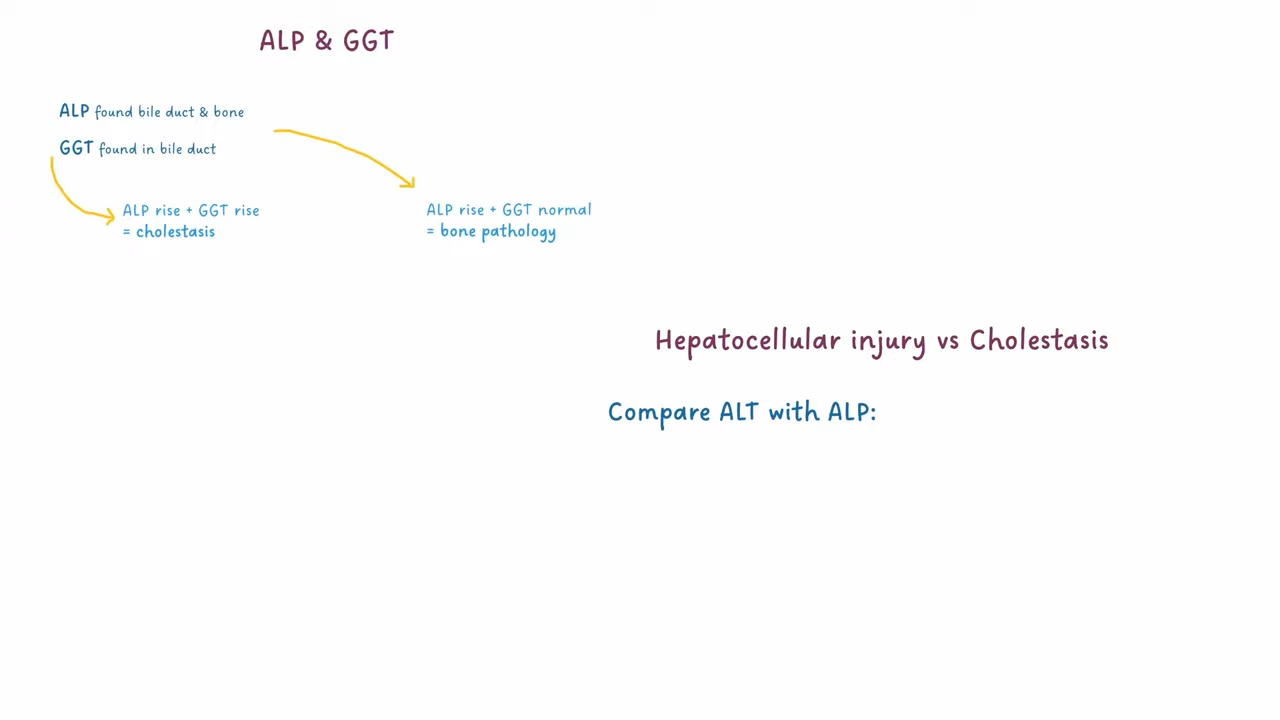 ALP & GGT
ALP found bile duct & bone
GGT found in bile duct
ALP rise + GGT rise
= cholestasis
ALP rise + GGT normal
= bone pathology
Hepatocellular injury vs Cholestasis
Compare ALT with ALP: